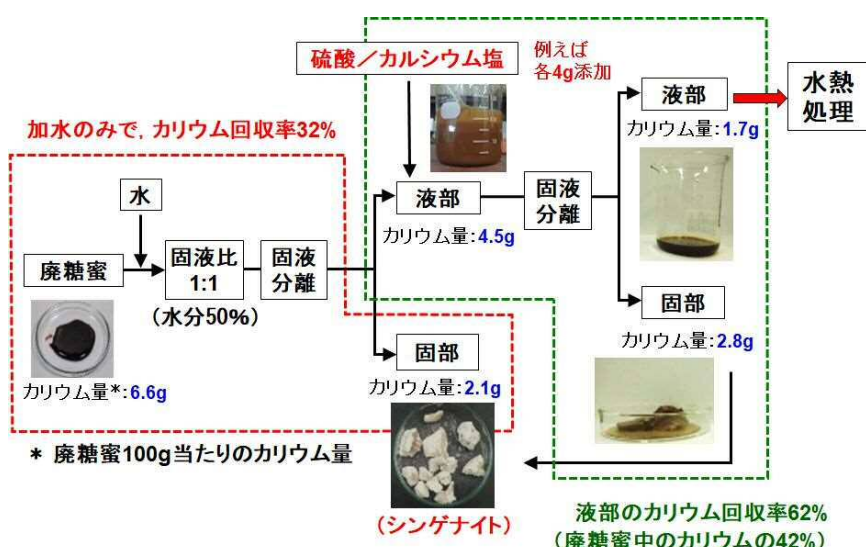 硫酸／カルシウム塩
例えば
各4g添加
加水のみで，カリウム回収率32%
水
廃糖蜜
固液比
1:1
(水分50%)
固液
分離
カリウム量*:6.6g
* 廃糖蜜100g当たりのカリウム量
液部
カリウム量:4.5g
固部
カリウム量:2.1g
(シンゲナイト)
固液
分離
液部
カリウム量:1.7g
水熱
処理
固部
カリウム量:2.8g
液部のカリウム回収率62%
(廃糖蜜中のカリウムの42%)